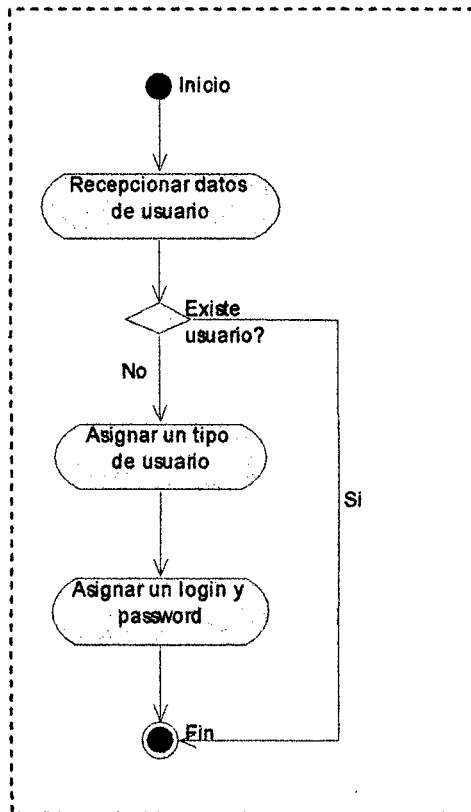 Inicio
Recepcionar datos
de usuario
Existe
usuario?
No
Asignar un tipo
de usuario
Si
Asignar un login y
password
Fin